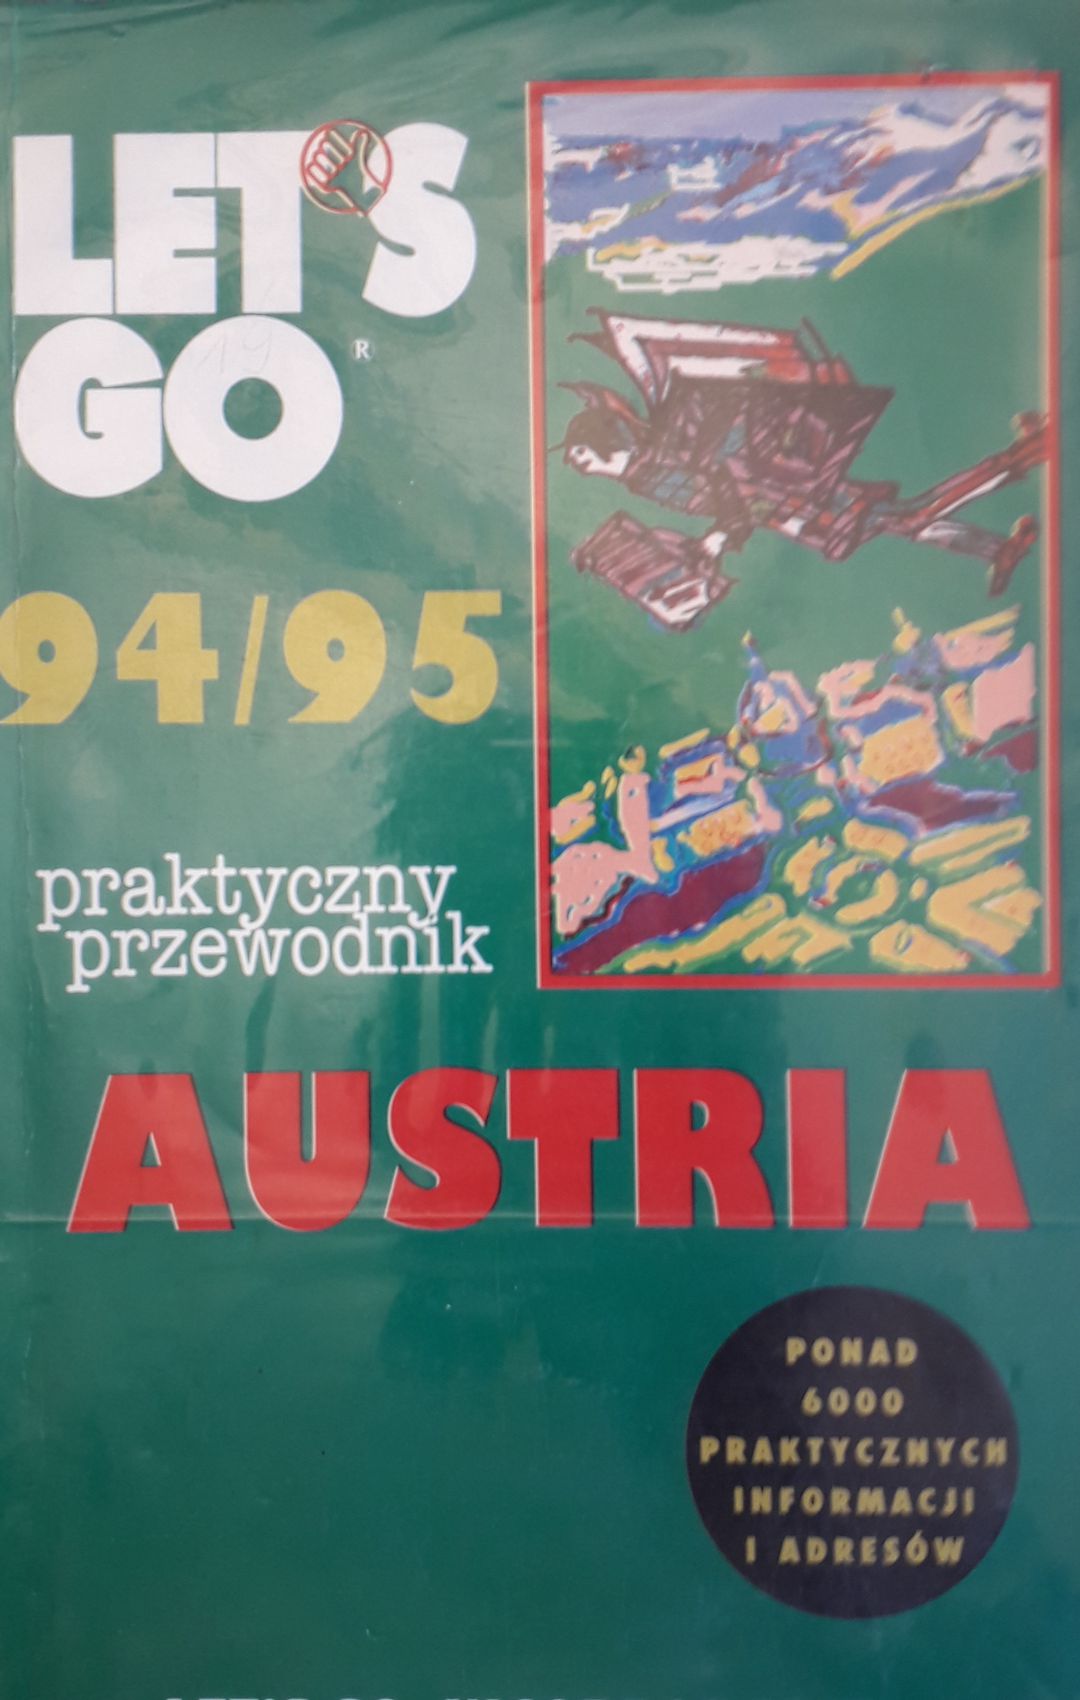 LET'S
GO®
94/95
praktyczny
przewodnik
AUSTRIA
PONAD
6000
PRAKTYCZNYCH
INFORMACJI
I ADRESÓW